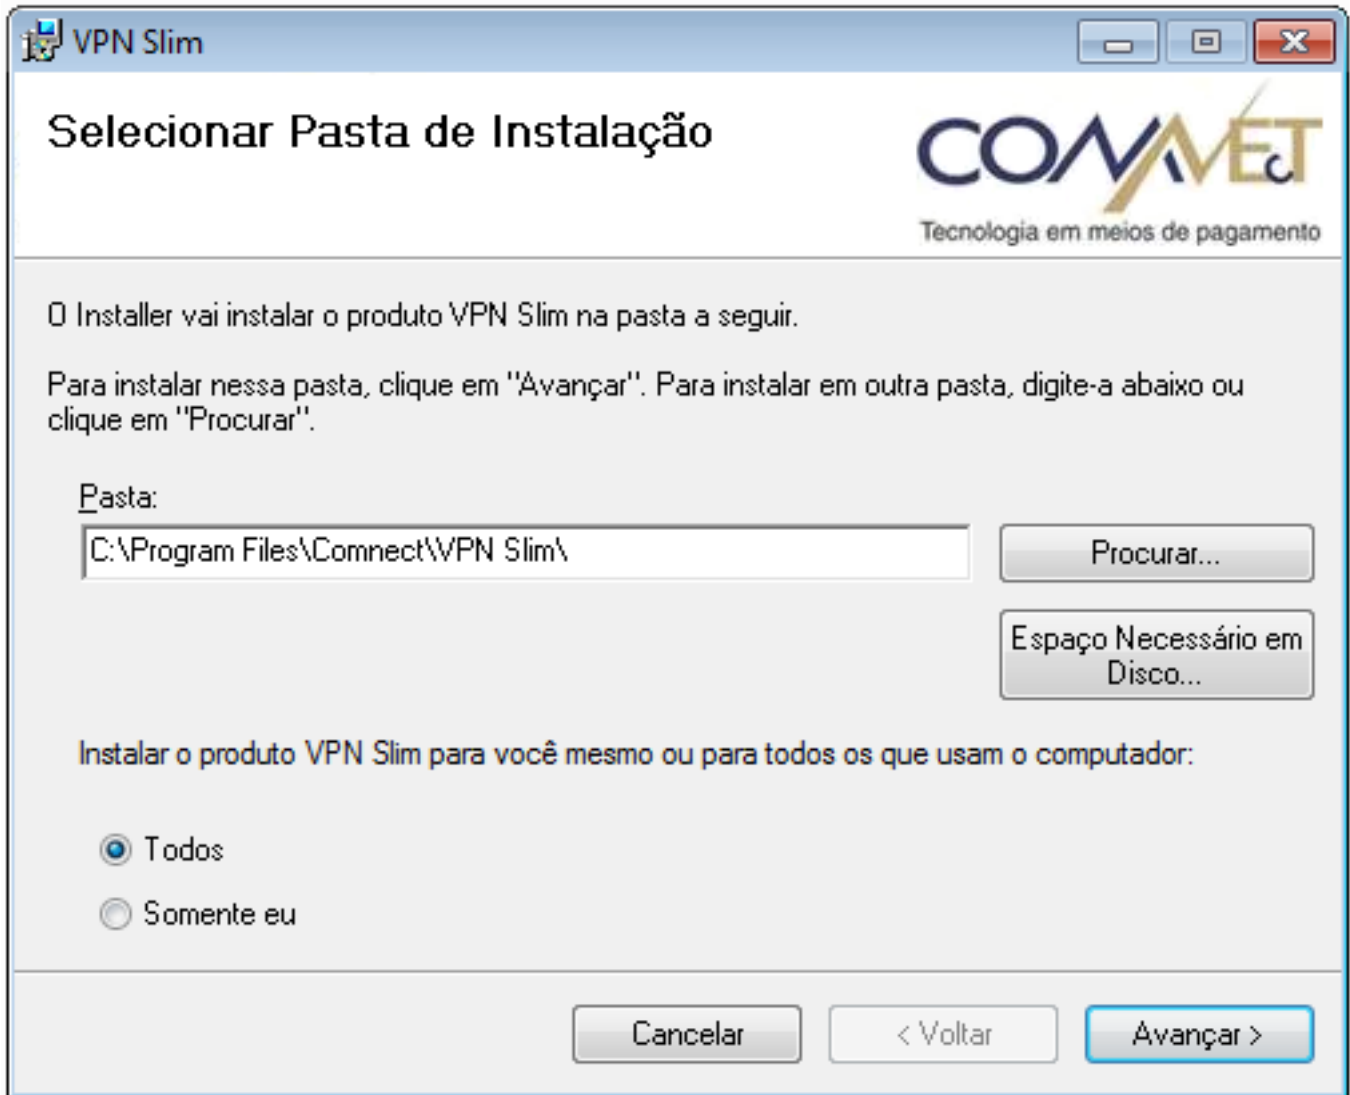 VPN Slim
Selecionar Pasta de Instalação
COMNECT
Tecnologia em meios de pagamento
O Installer vai instalar o produto VPN Slim na pasta a seguir.
Para instalar nessa pasta, clique em "Avançar". Para instalar em outra pasta, digite-a abaixo ou
clique em "Procurar".
Pasta:
C:\Program Files\Comnect\VPN Slim\
Procurar...
Espaço Necessário em
Disco...
Instalar o produto VPN Slim para você mesmo ou para todos os que usam o computador:
Todos
Somente eu
Cancelar
< Voltar
Avançar >